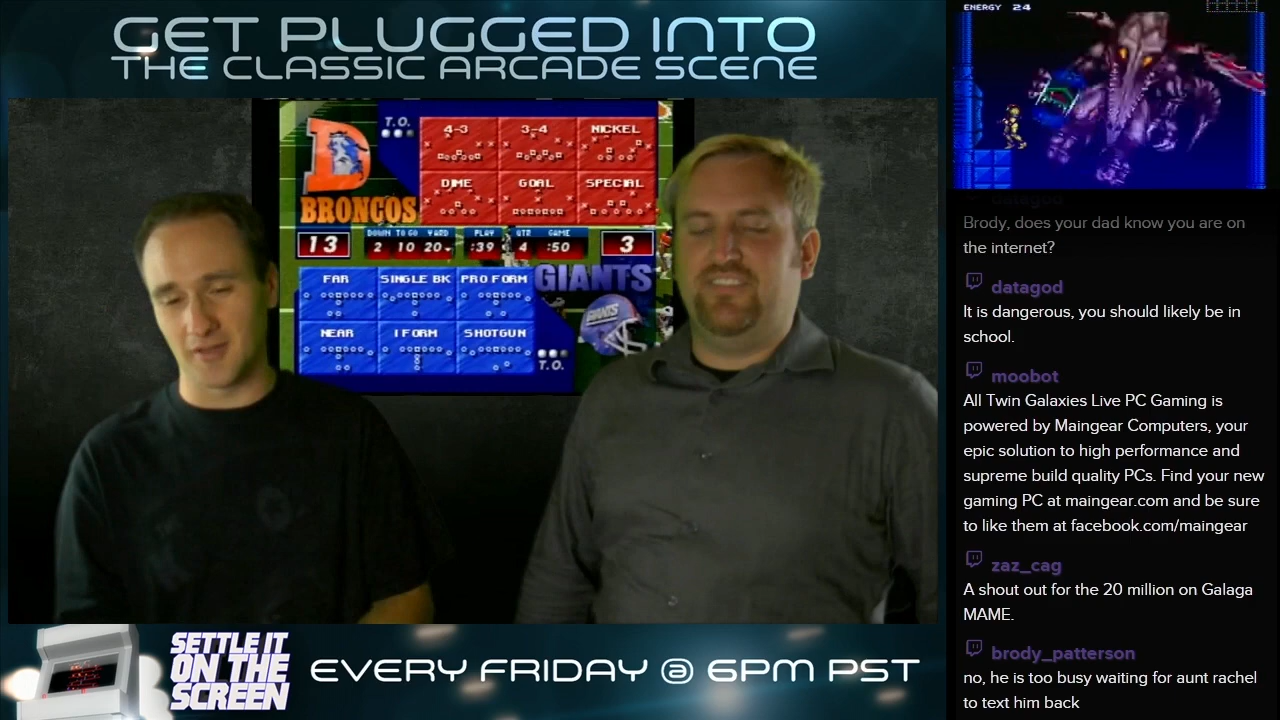 GET PLUGGED INTO
THE CLASSIC ARCADE SCENE
BRONCOS
T.O.
4-3
3-4
NICKEL
DIME
GOAL
SPECIAL
13
DOWN TO GO YARD
2 10 20
PLAY
:39
QTR
4
GAME
:50
3
FAR
SINGLE BK
PRO FORM
NEAR
I FORM
SHOTGUN
GIANTS
GIANTS
T.O.
SETTLE IT
ON THE
SCREEN
EVERY FRIDAY @ 6PM PST
ENERGY 24
datagod
Brody, does your dad know you are on
the internet?
datagod
It is dangerous, you should likely be in
school.
moobot
All Twin Galaxies Live PC Gaming is
powered by Maingear Computers, your
epic solution to high performance and
supreme build quality PCs. Find your new
gaming PC at maingear.com and be sure
to like them at facebook.com/maingear
zaz_cag
A shout out for the 20 million on Galaga
MAME.
brody_patterson
no, he is too busy waiting for aunt rachel
to text him back